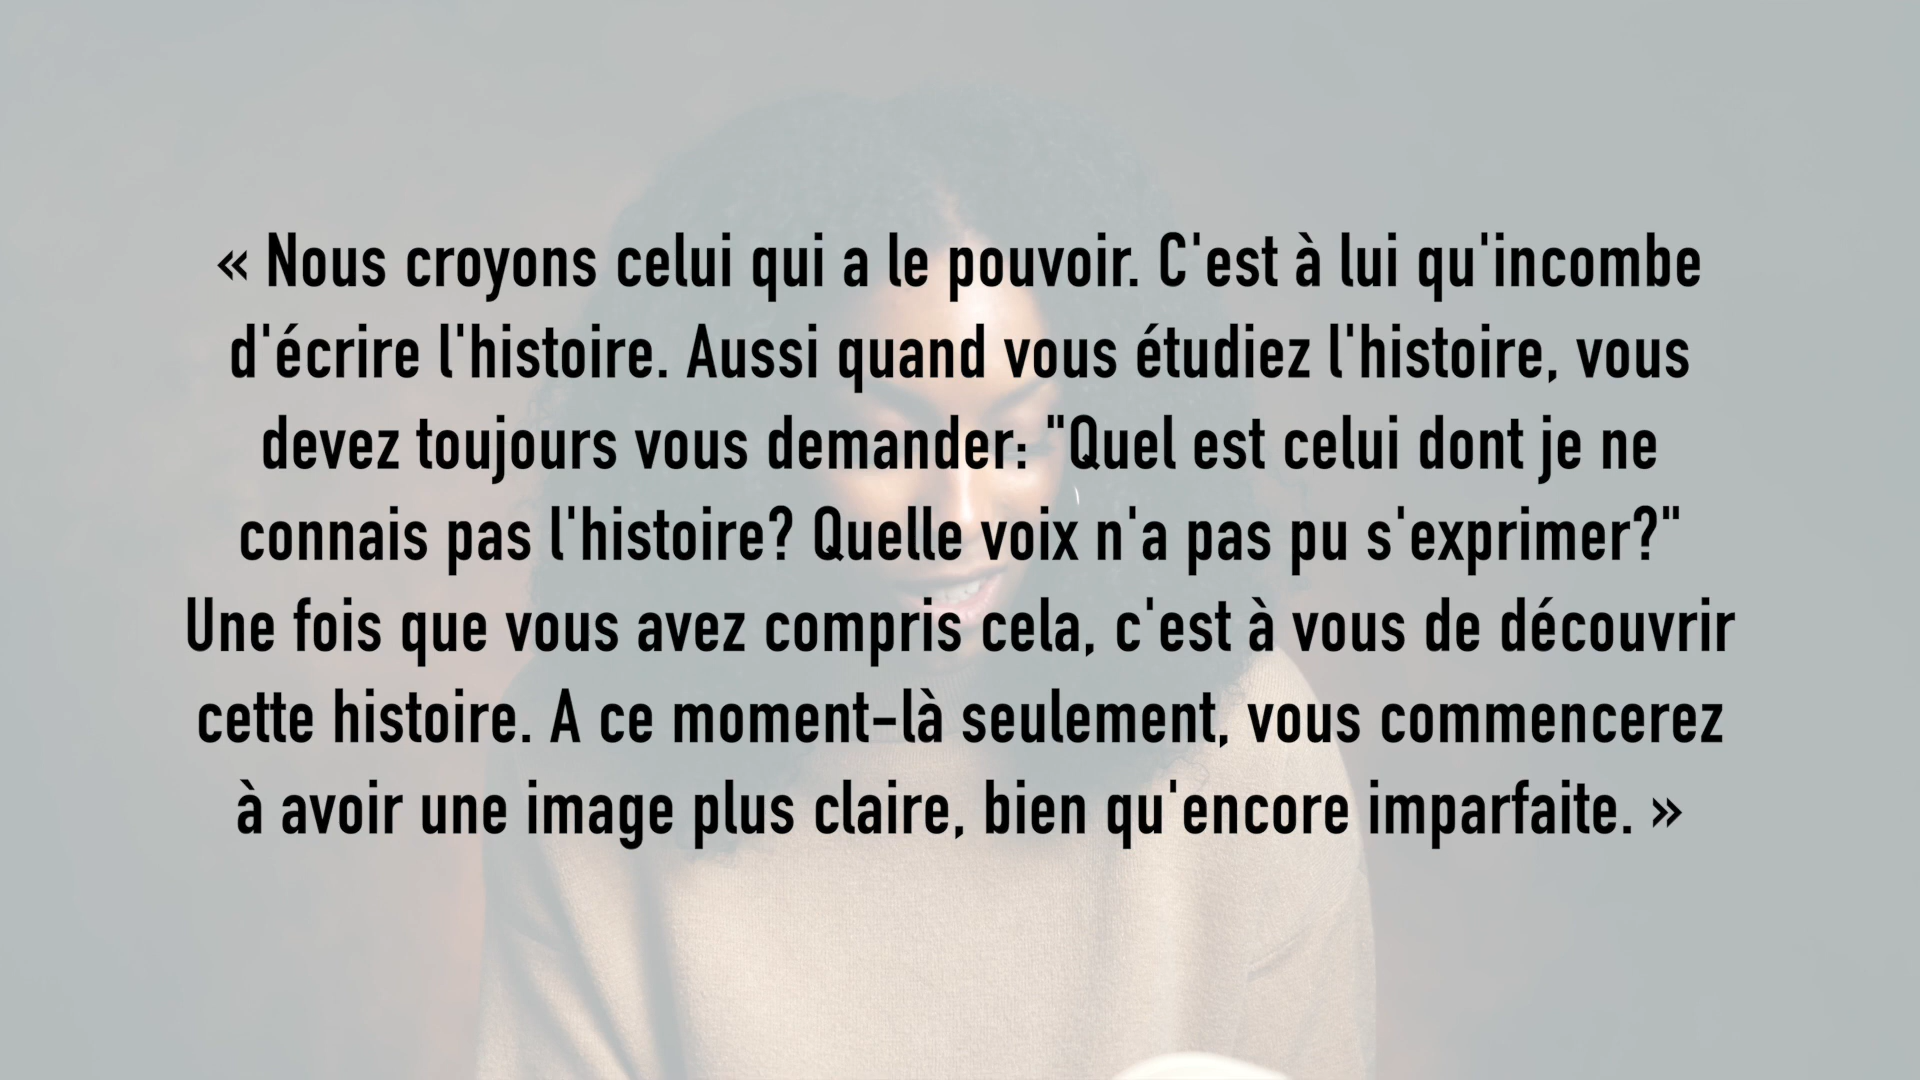 « Nous croyons celui qui a le pouvoir. C'est à lui qu'incombe
d'écrire l'histoire. Aussi quand vous étudiez l'histoire, vous
devez toujours vous demander: "Quel est celui dont je ne
connais pas l'histoire? Quelle voix n'a pas pu s'exprimer?"
Une fois que vous avez compris cela, c'est à vous de découvrir
cette histoire. A ce moment-là seulement, vous commencerez
à avoir une image plus claire, bien qu'encore imparfaite. »